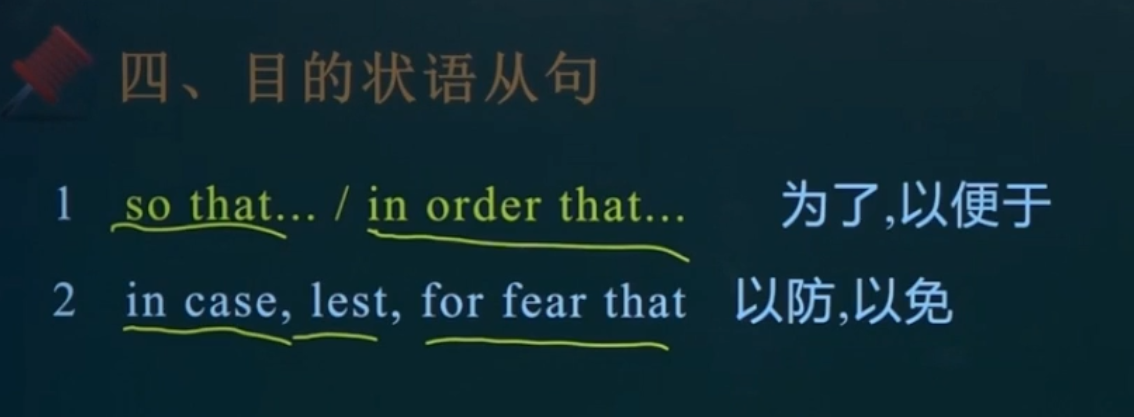 四、目的状语从句
1 so that... / in order that... 为了,以便于
2 in case, lest, for fear that 以防,以免